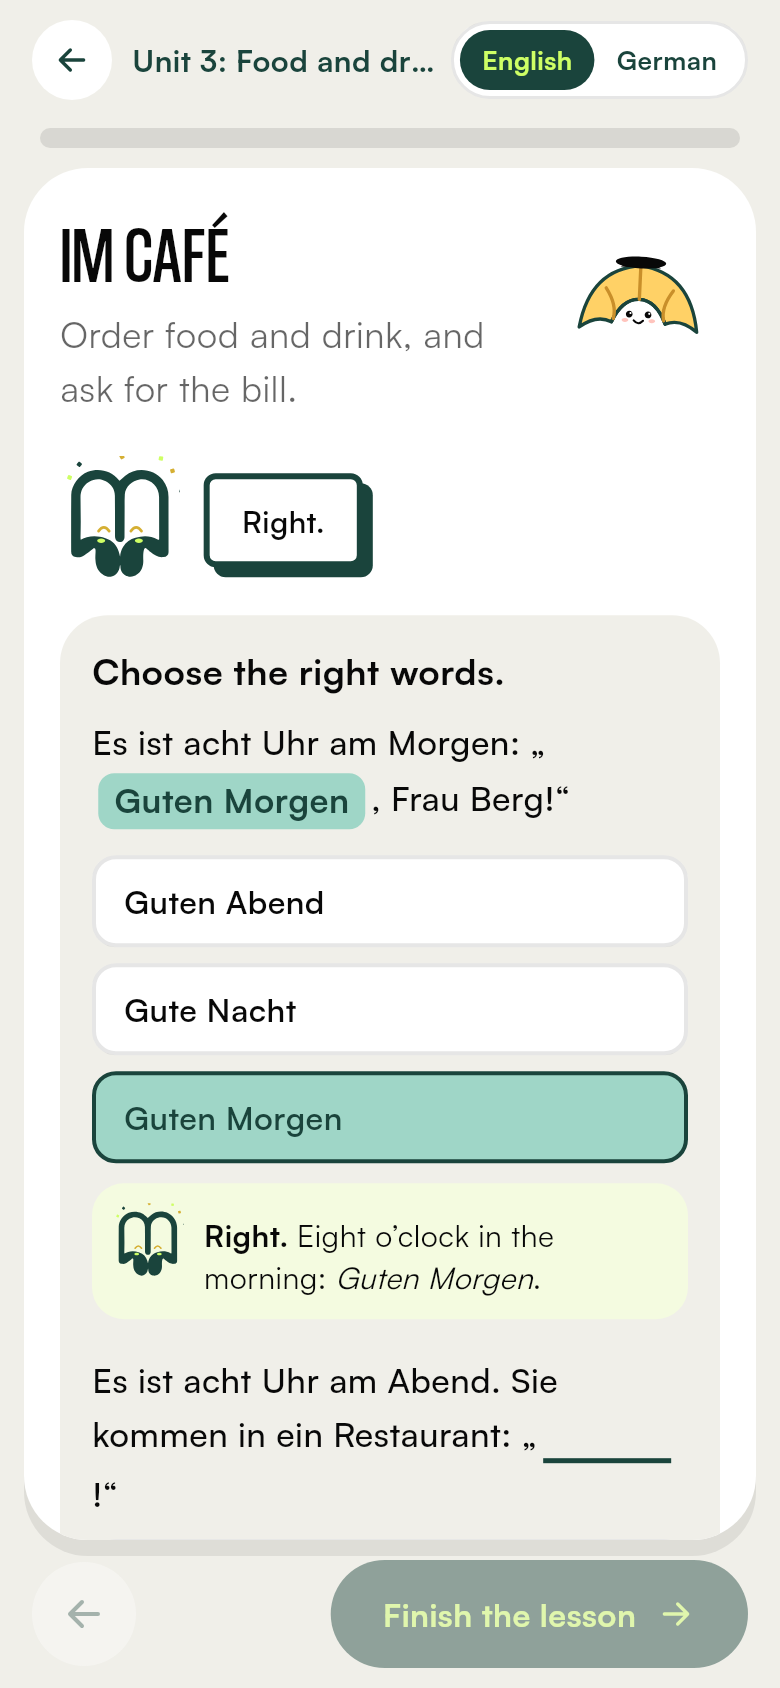 Unit 3: Food and dr...
English
German
IM CAFÉ
Order food and drink, and
ask for the bill.
Right.
Choose the right words.
Es ist acht Uhr am Morgen: „
Guten Morgen , Frau Berg!“
Guten Abend
Gute Nacht
Guten Morgen
Right. Eight o’clock in the
morning: Guten Morgen.
Es ist acht Uhr am Abend. Sie
kommen in ein Restaurant: „
!“
Finish the lesson